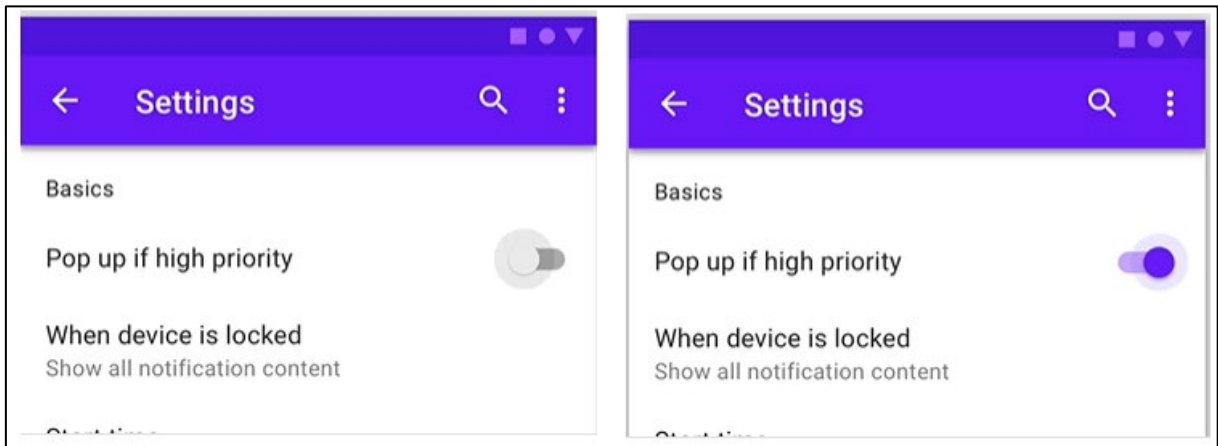 Settings
Basics
Pop up if high priority
When device is locked
Show all notification content
Settings
Basics
Pop up if high priority
When device is locked
Show all notification content